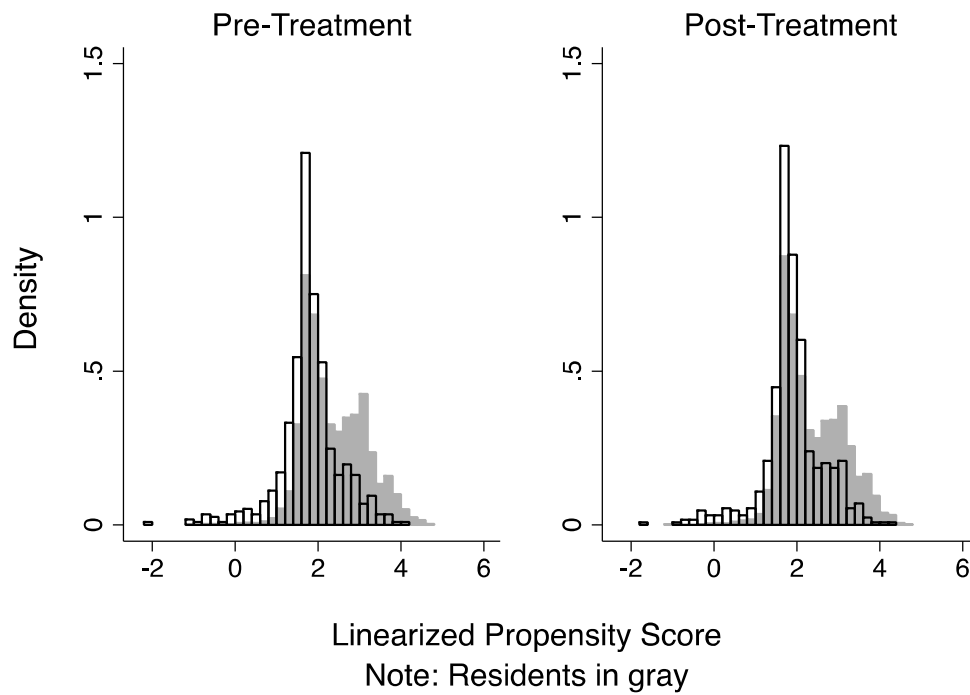 Pre-Treatment
Post-Treatment
Density
1.5
1
.5
0
-2 0 2 4 6
1.5
1
.5
0
-2 0 2 4 6
Linearized Propensity Score
Note: Residents in gray